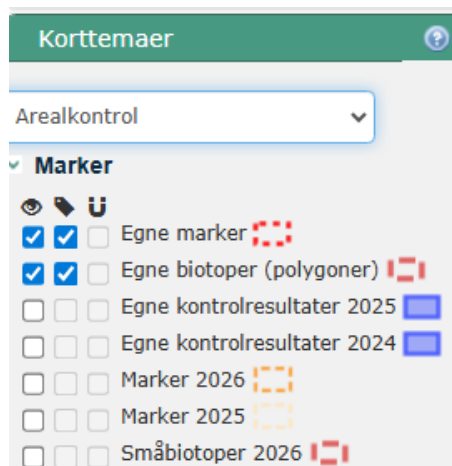 Korttemaer
Arealkontrol
Marker
Egne marker
Egne biotoper (polygoner)
Egne kontrolresultater 2025
Egne kontrolresultater 2024
Marker 2026
Marker 2025
Småbiotoper 2026